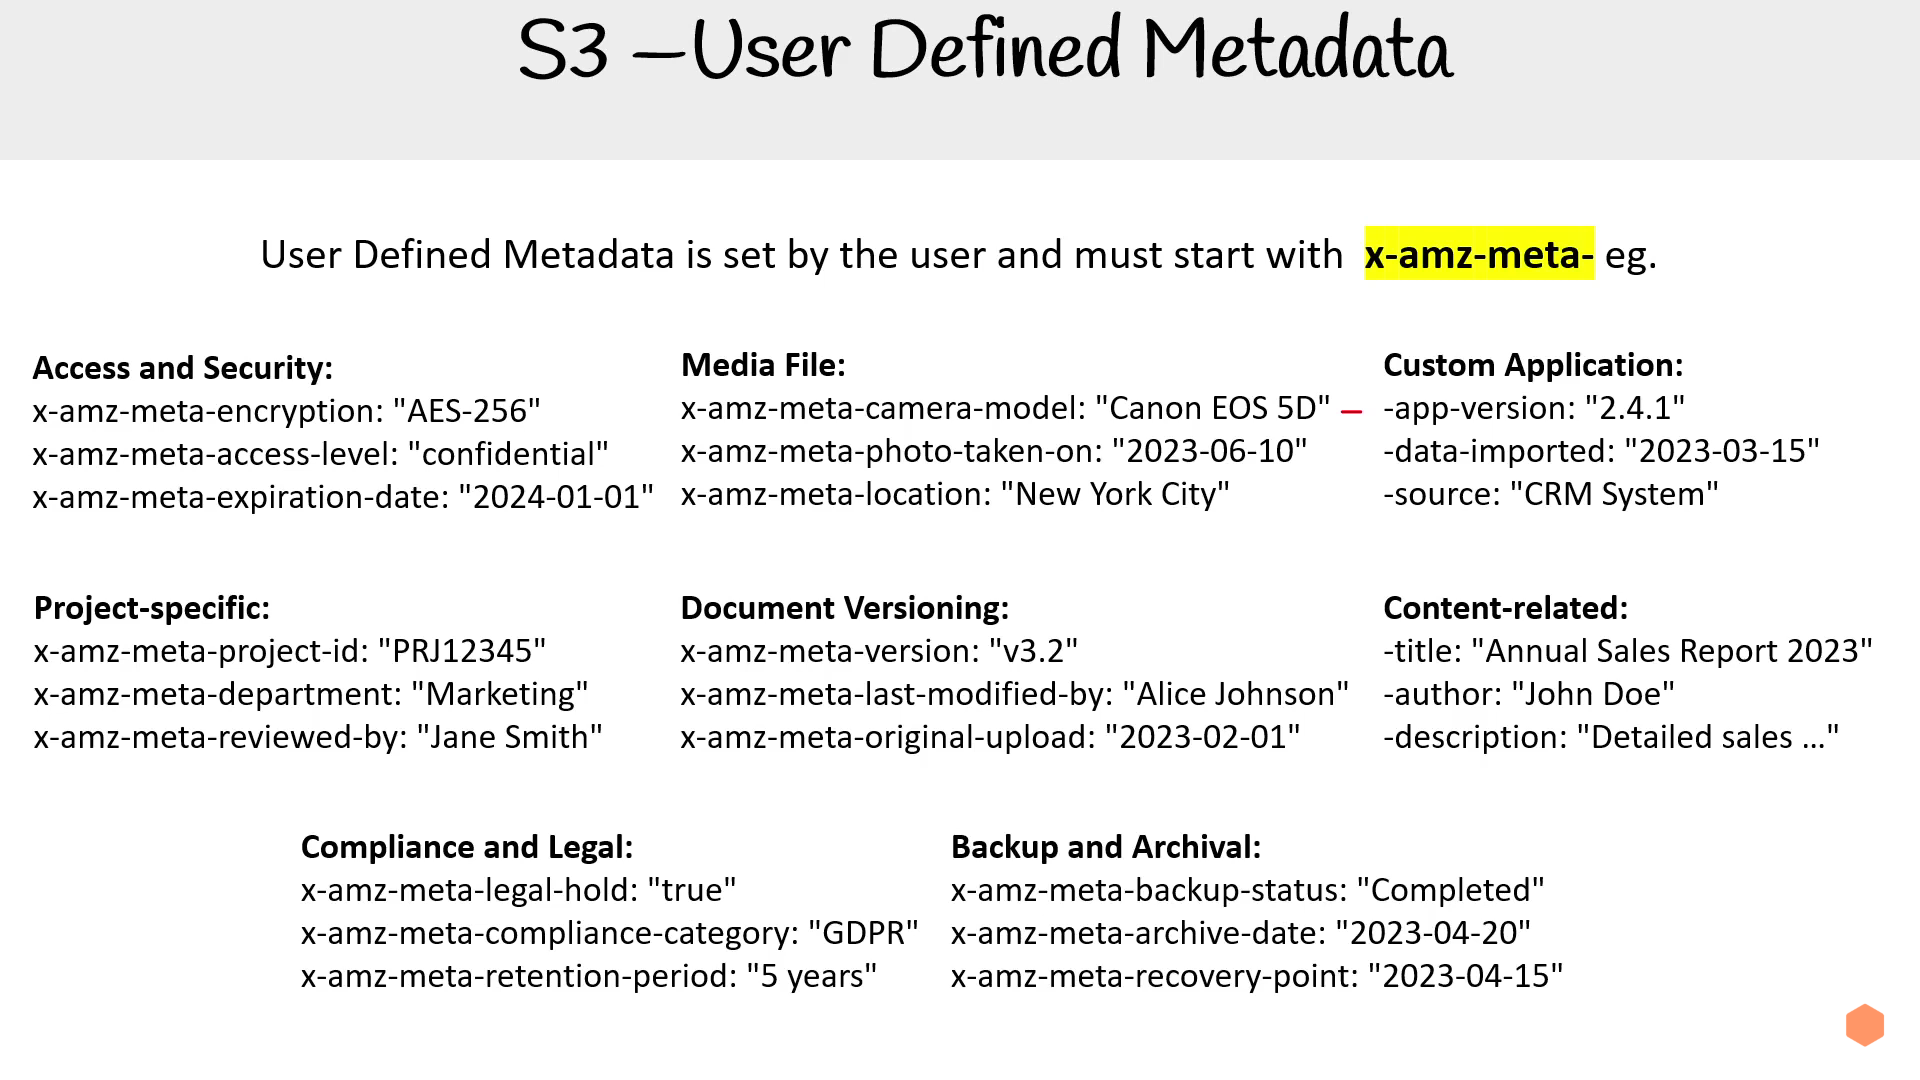 S3 –User Defined Metadata
User Defined Metadata is set by the user and must start with x-amz-meta- eg.
Access and Security:
x-amz-meta-encryption: "AES-256"
x-amz-meta-access-level: "confidential"
x-amz-meta-expiration-date: "2024-01-01"
Media File:
x-amz-meta-camera-model: "Canon EOS 5D"
x-amz-meta-photo-taken-on: "2023-06-10"
x-amz-meta-location: "New York City"
Custom Application:
-app-version: "2.4.1"
-data-imported: "2023-03-15"
-source: "CRM System"
Project-specific:
x-amz-meta-project-id: "PRJ12345"
x-amz-meta-department: "Marketing"
x-amz-meta-reviewed-by: "Jane Smith"
Document Versioning:
x-amz-meta-version: "v3.2"
x-amz-meta-last-modified-by: "Alice Johnson"
x-amz-meta-original-upload: "2023-02-01"
Content-related:
-title: "Annual Sales Report 2023"
-author: "John Doe"
-description: "Detailed sales ..."
Compliance and Legal:
x-amz-meta-legal-hold: "true"
x-amz-meta-compliance-category: "GDPR"
x-amz-meta-retention-period: "5 years"
Backup and Archival:
x-amz-meta-backup-status: "Completed"
x-amz-meta-archive-date: "2023-04-20"
x-amz-meta-recovery-point: "2023-04-15"